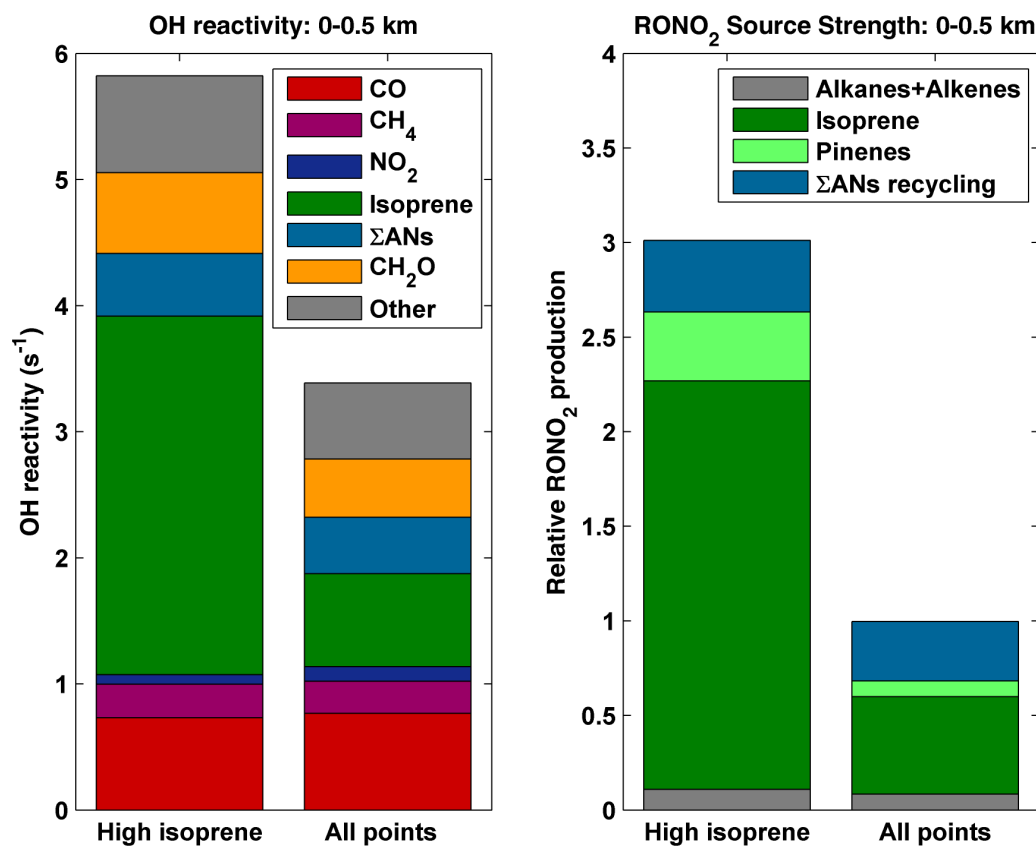 OH reactivity: 0-0.5 km
OH reactivity (s⁻¹)
6
5
4
3
2
1
0
CO
CH₄
NO₂
Isoprene
ΣANs
CH₂O
Other
High isoprene
All points
RONO₂ Source Strength: 0-0.5 km
Relative RONO₂ production
4
3.5
3
2.5
2
1.5
1
0.5
0
Alkanes+Alkenes
Isoprene
Pinenes
ΣANs recycling
High isoprene
All points